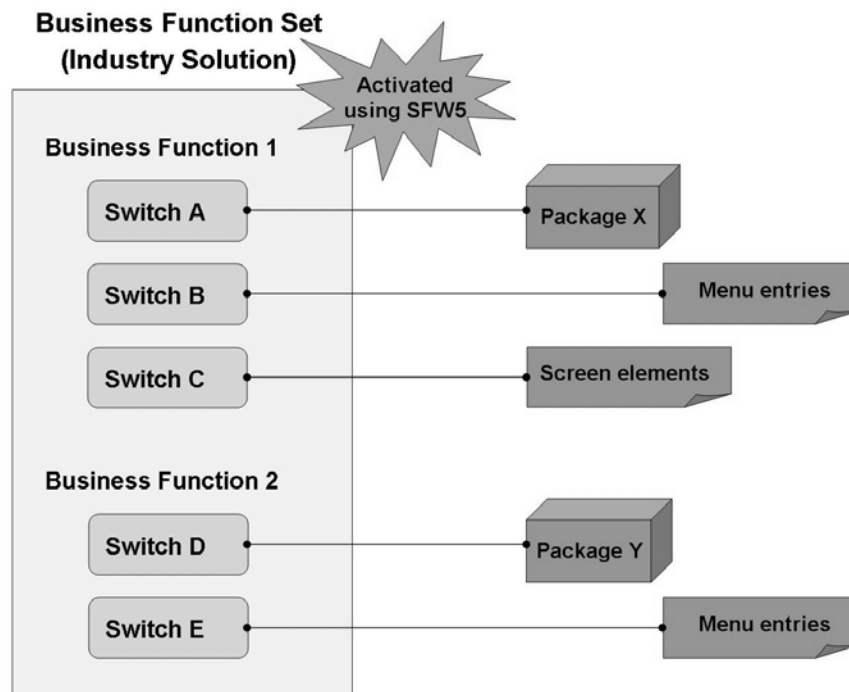 Business Function Set
(Industry Solution)
Activated
using SFW5
Business Function 1
Switch A
Package X
Switch B
Menu entries
Switch C
Screen elements
Business Function 2
Switch D
Package Y
Switch E
Menu entries